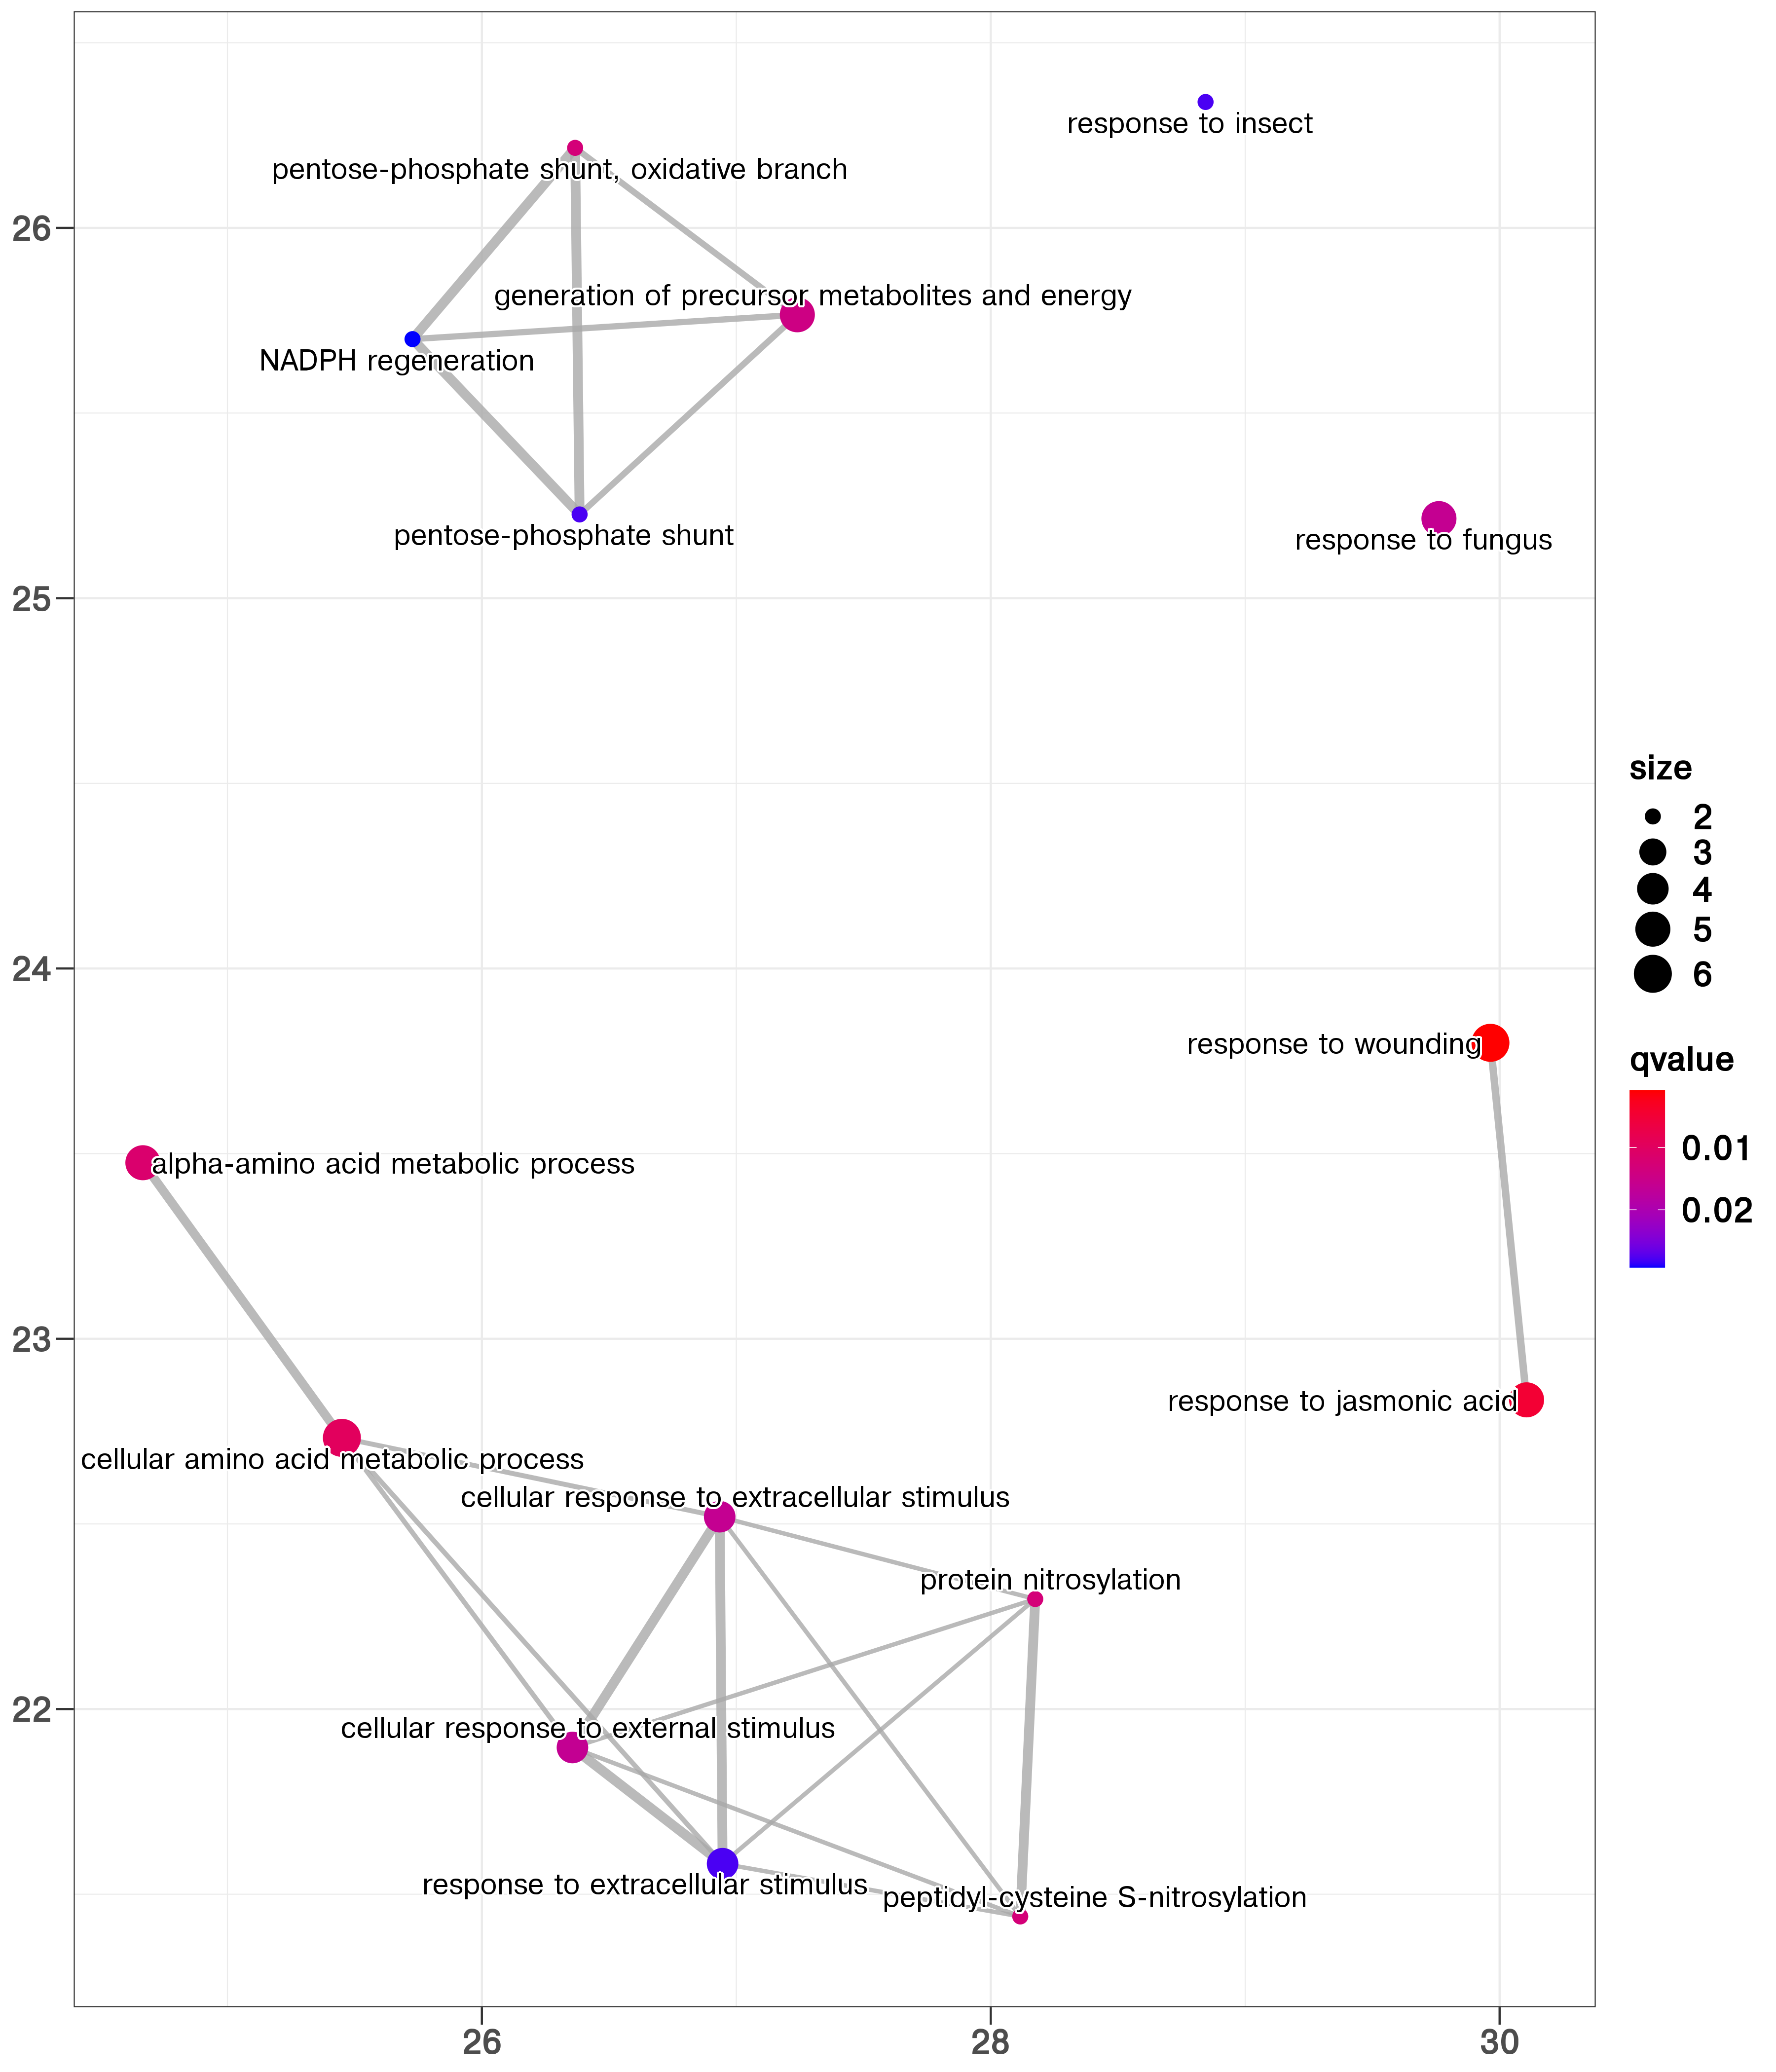 response to insect
pentose-phosphate shunt, oxidative branch
26
generation of precursor metabolites and energy
NADPH regeneration
pentose-phosphate shunt
response to fungus
25
24
response to wounding
alpha-amino acid metabolic process
23
response to jasmonic acid
cellular amino acid metabolic process
cellular response to extracellular stimulus
protein nitrosylation
22
cellular response to external stimulus
response to extracellular stimulus
peptidyl-cysteine S-nitrosylation
26
28
30
size
2
3
4
5
6
qvalue
0.01
0.02